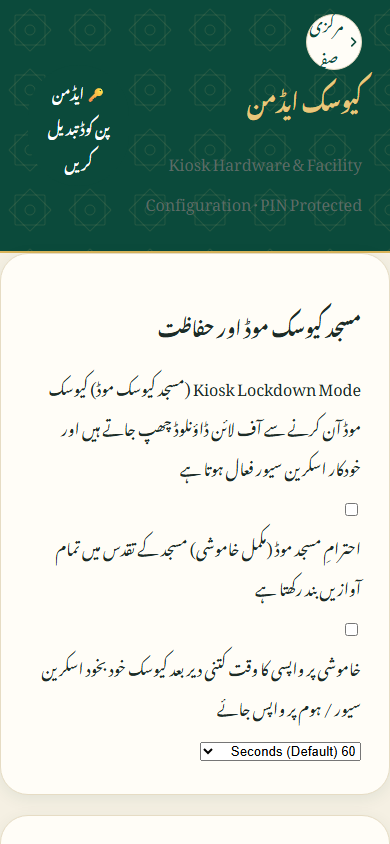 مرکزی صفحہ
کیوسک ایڈمن
Kiosk Hardware & Facility
Configuration · PIN Protected
🔑 ایڈمن
پن کوڈ تبدیل
کریں
مسجد کیوسک موڈ اور حفاظت
Kiosk Lockdown Mode (مسجد کیوسک موڈ) کیوسک
موڈ آن کرنے سے آف لائن ڈاؤنلوڈ چھپ جاتے ہیں اور
خودکار اسکرین سیور فعال ہوتا ہے
احترامِ مسجد موڈ (مکمل خاموشی) مسجد کے تقدس میں تمام
آوازیں بند رکھتا ہے
خاموشی پر واپسی کا وقت کتنی دیر بعد کیوسک خود بخود اسکرین
سیور / ہوم پر واپس جائے
60 Seconds (Default)